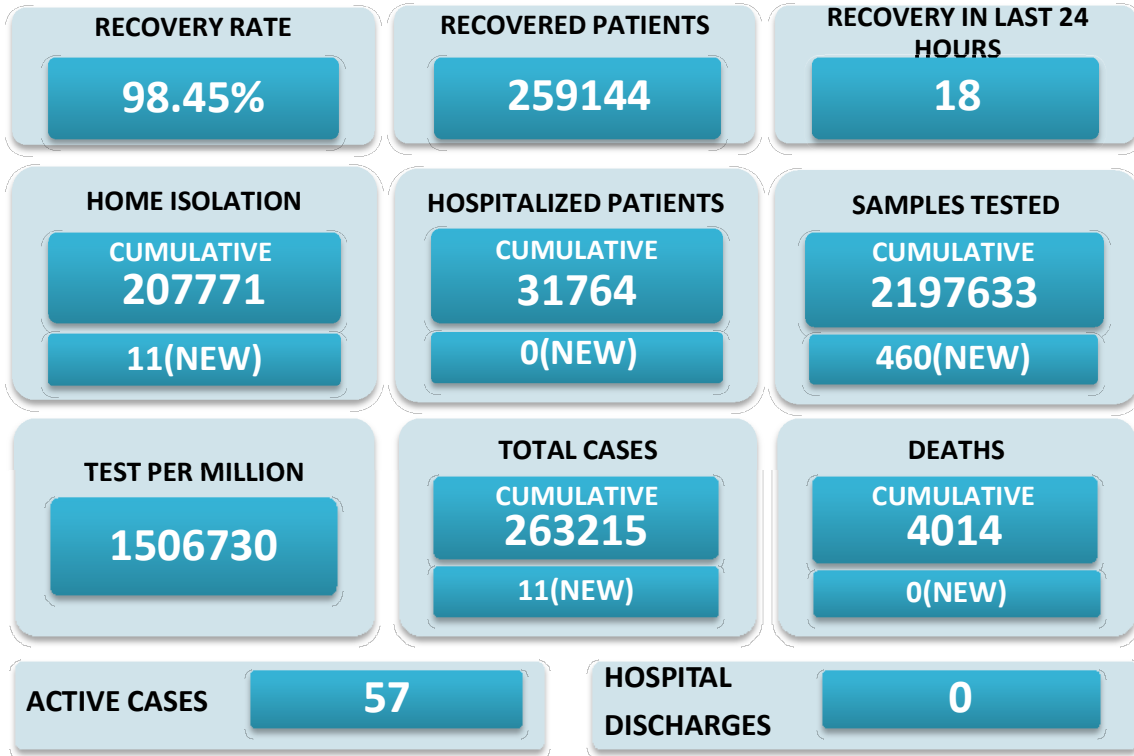 RECOVERY RATE
98.45%
RECOVERED PATIENTS
259144
RECOVERY IN LAST 24
HOURS
18
HOME ISOLATION
CUMULATIVE
207771
11(NEW)
HOSPITALIZED PATIENTS
CUMULATIVE
31764
0(NEW)
SAMPLES TESTED
CUMULATIVE
2197633
460(NEW)
TEST PER MILLION
1506730
TOTAL CASES
CUMULATIVE
263215
11(NEW)
DEATHS
CUMULATIVE
4014
0(NEW)
ACTIVE CASES
57
HOSPITAL
DISCHARGES
0